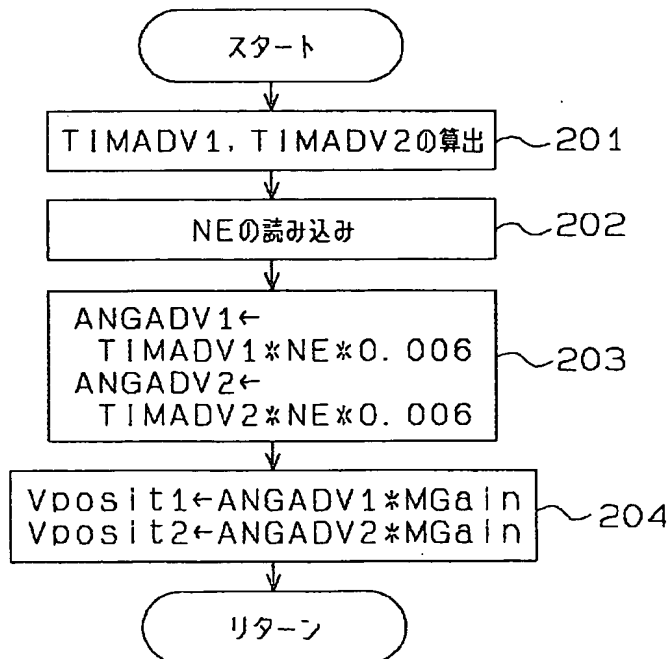 スタート
TIMADV1,TIMADV2の算出
201
NEの読み込み
202
ANGADV1←
TIMADV1*NE*0.006
ANGADV2←
TIMADV2*NE*0.006
203
Vposit1←ANGADV1*MGain
Vposit2←ANGADV2*MGain
204
リターン